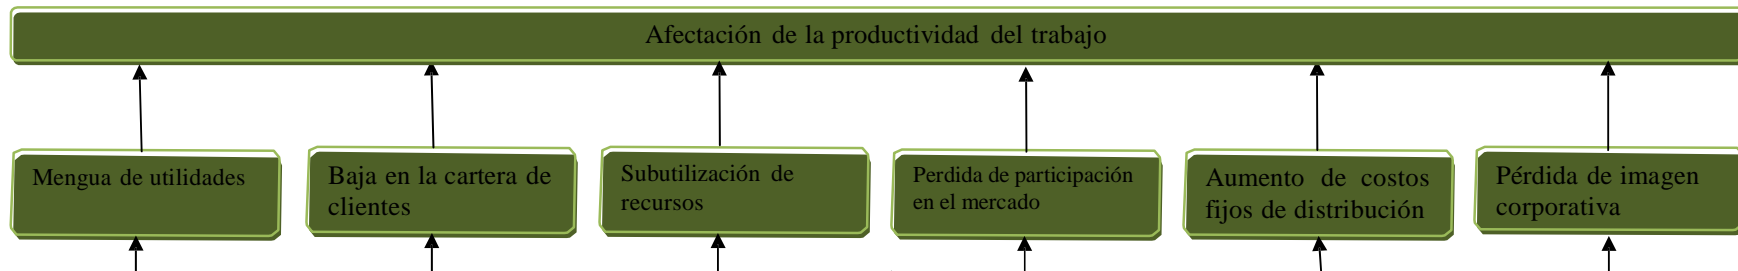 Afectación de la productividad del trabajo
Mengua de utilidades
Baja en la cartera de
clientes
Subutilización de
recursos
Perdida de participación
en el mercado
Aumento de costos
fijos de distribución
Pérdida de imagen
corporativa